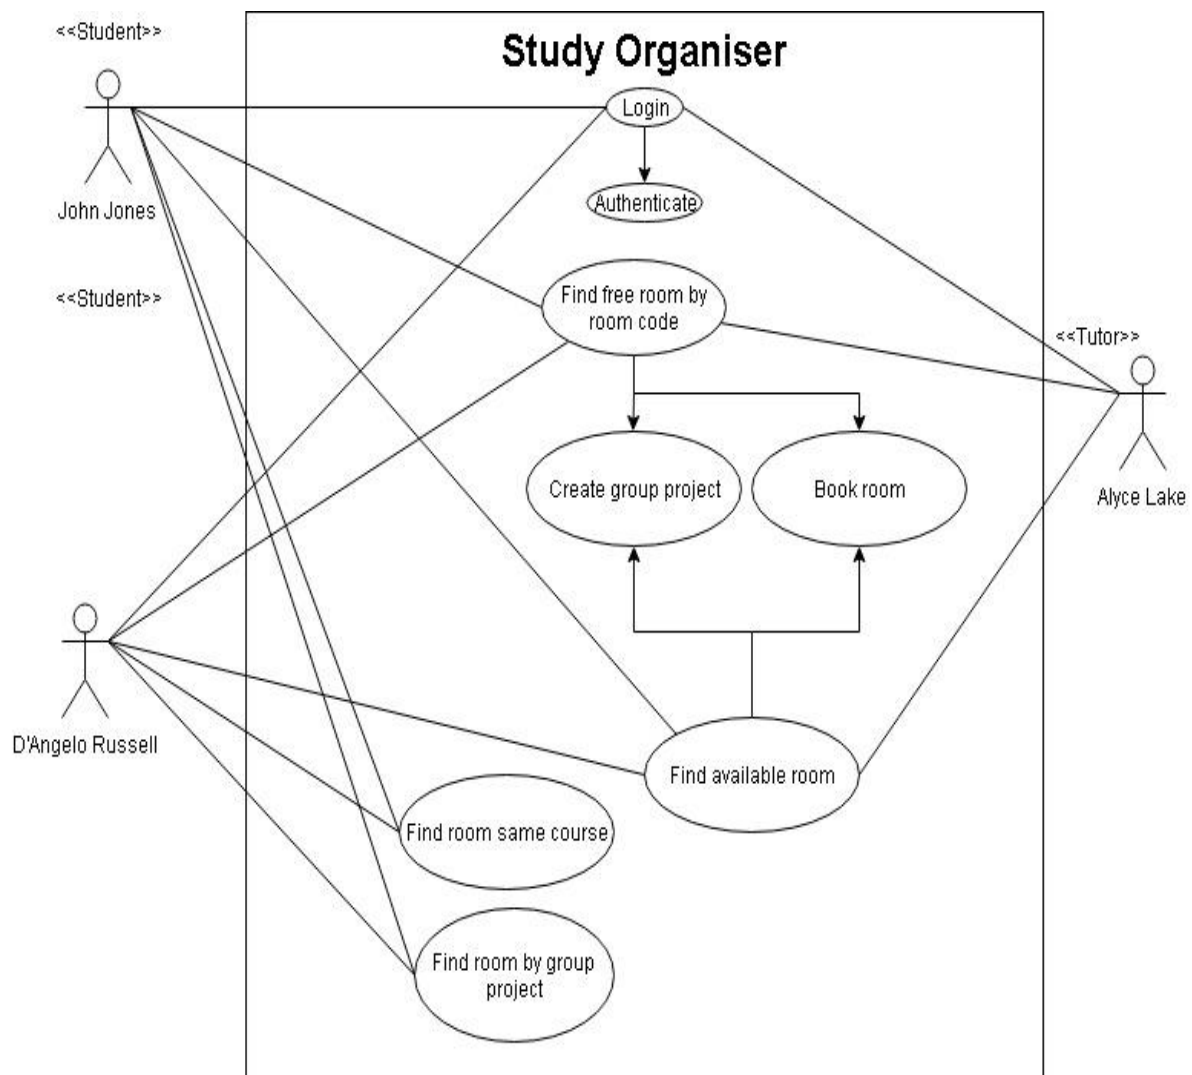 <<Student>>
Study Organiser
Login
John Jones
Authenticate
<<Student>>
Find free room by
room code
<<Tutor>>
Create group project
Book room
Alyce Lake
D'Angelo Russell
Find available room
Find room same course
Find room by group
project